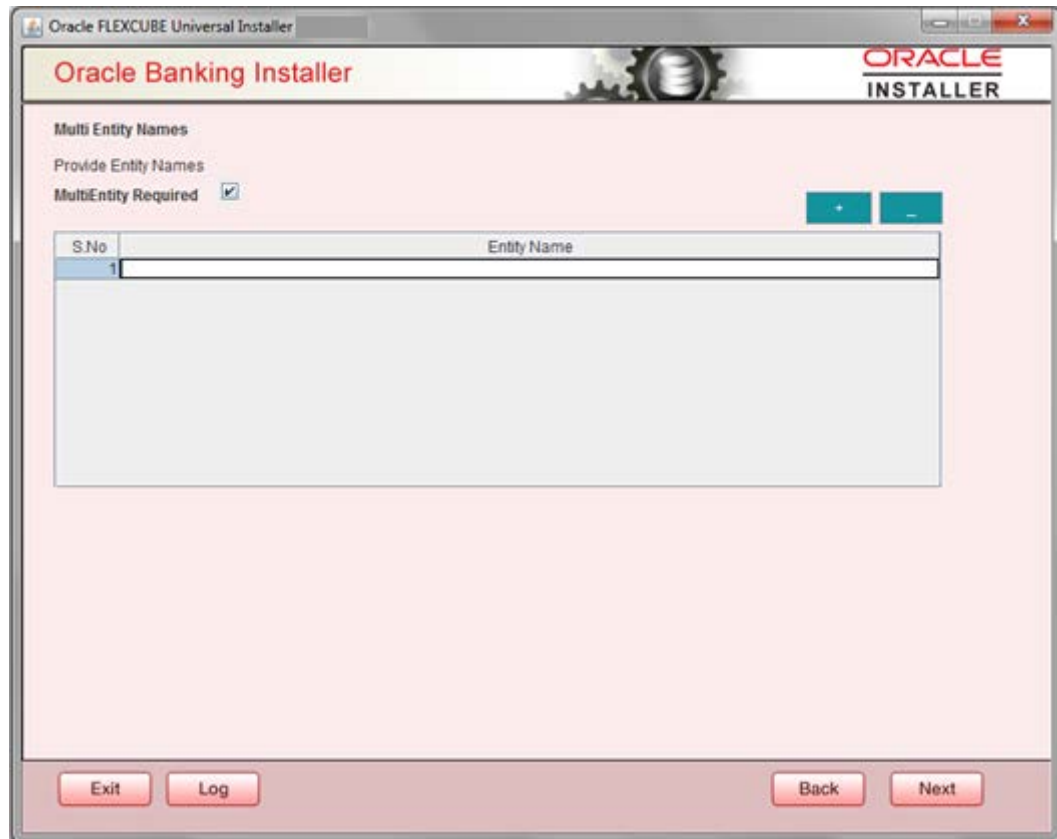 Oracle FLEXCUBE Universal Installer
Oracle Banking Installer
ORACLE
INSTALLER
Multi Entity Names
Provide Entity Names
MultiEntity Required
+ _
S.No Entity Name
1
Exit Log Back Next